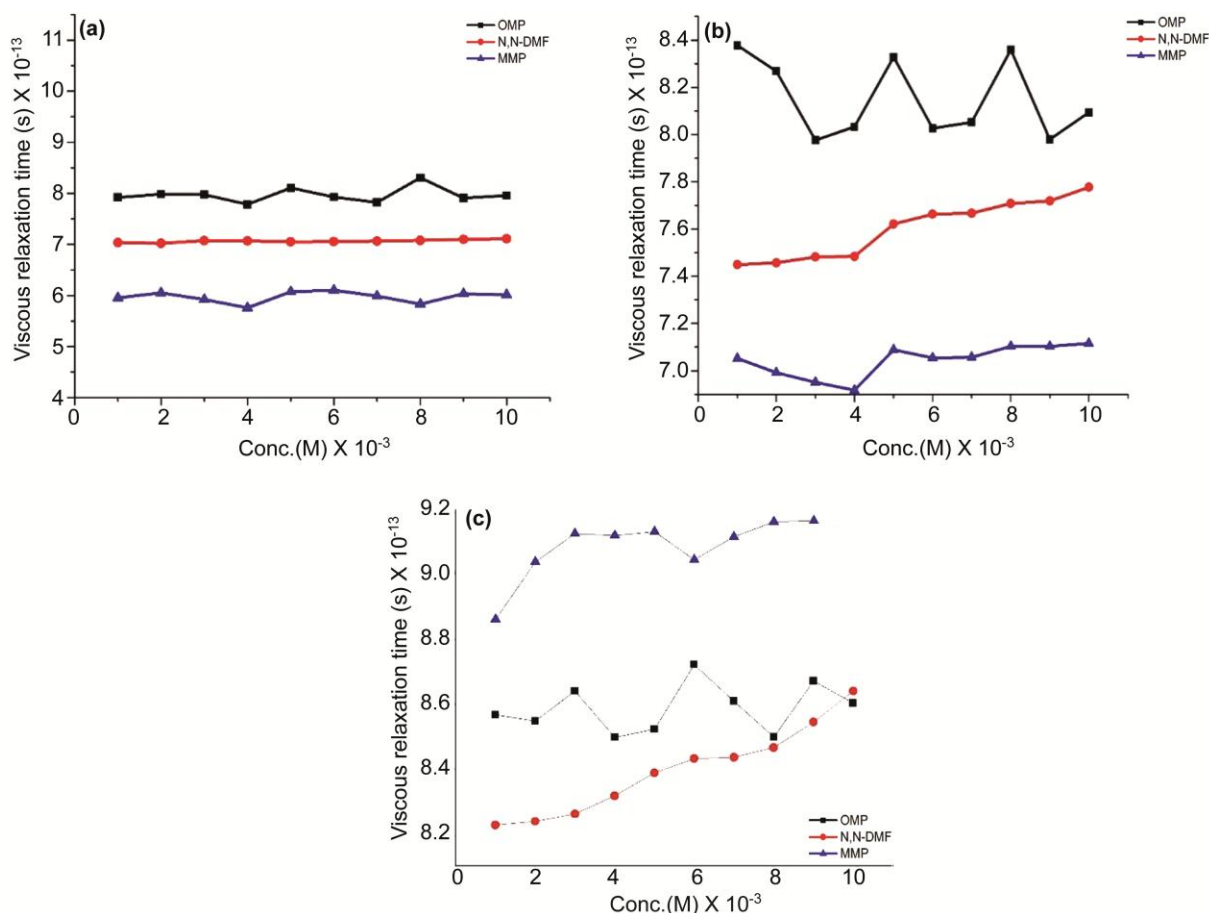 (a)
OMP
N,N-DMF
MMP
11
10
9
8
7
6
5
4
0
2
4
6
8
10
Viscous relaxation time (s) X 10⁻¹³
Conc.(M) X 10⁻³
(b)
OMP
N,N-DMF
MMP
8.4
8.2
8.0
7.8
7.6
7.4
7.2
7.0
0
2
4
6
8
10
Viscous relaxation time (s) X 10⁻¹³
Conc.(M) X 10⁻³
(c)
9.2
9.0
8.8
8.6
8.4
8.2
OMP
N,N-DMF
MMP
0
2
4
6
8
10
Viscous relaxation time (s) X 10⁻¹³
Conc.(M) X 10⁻³